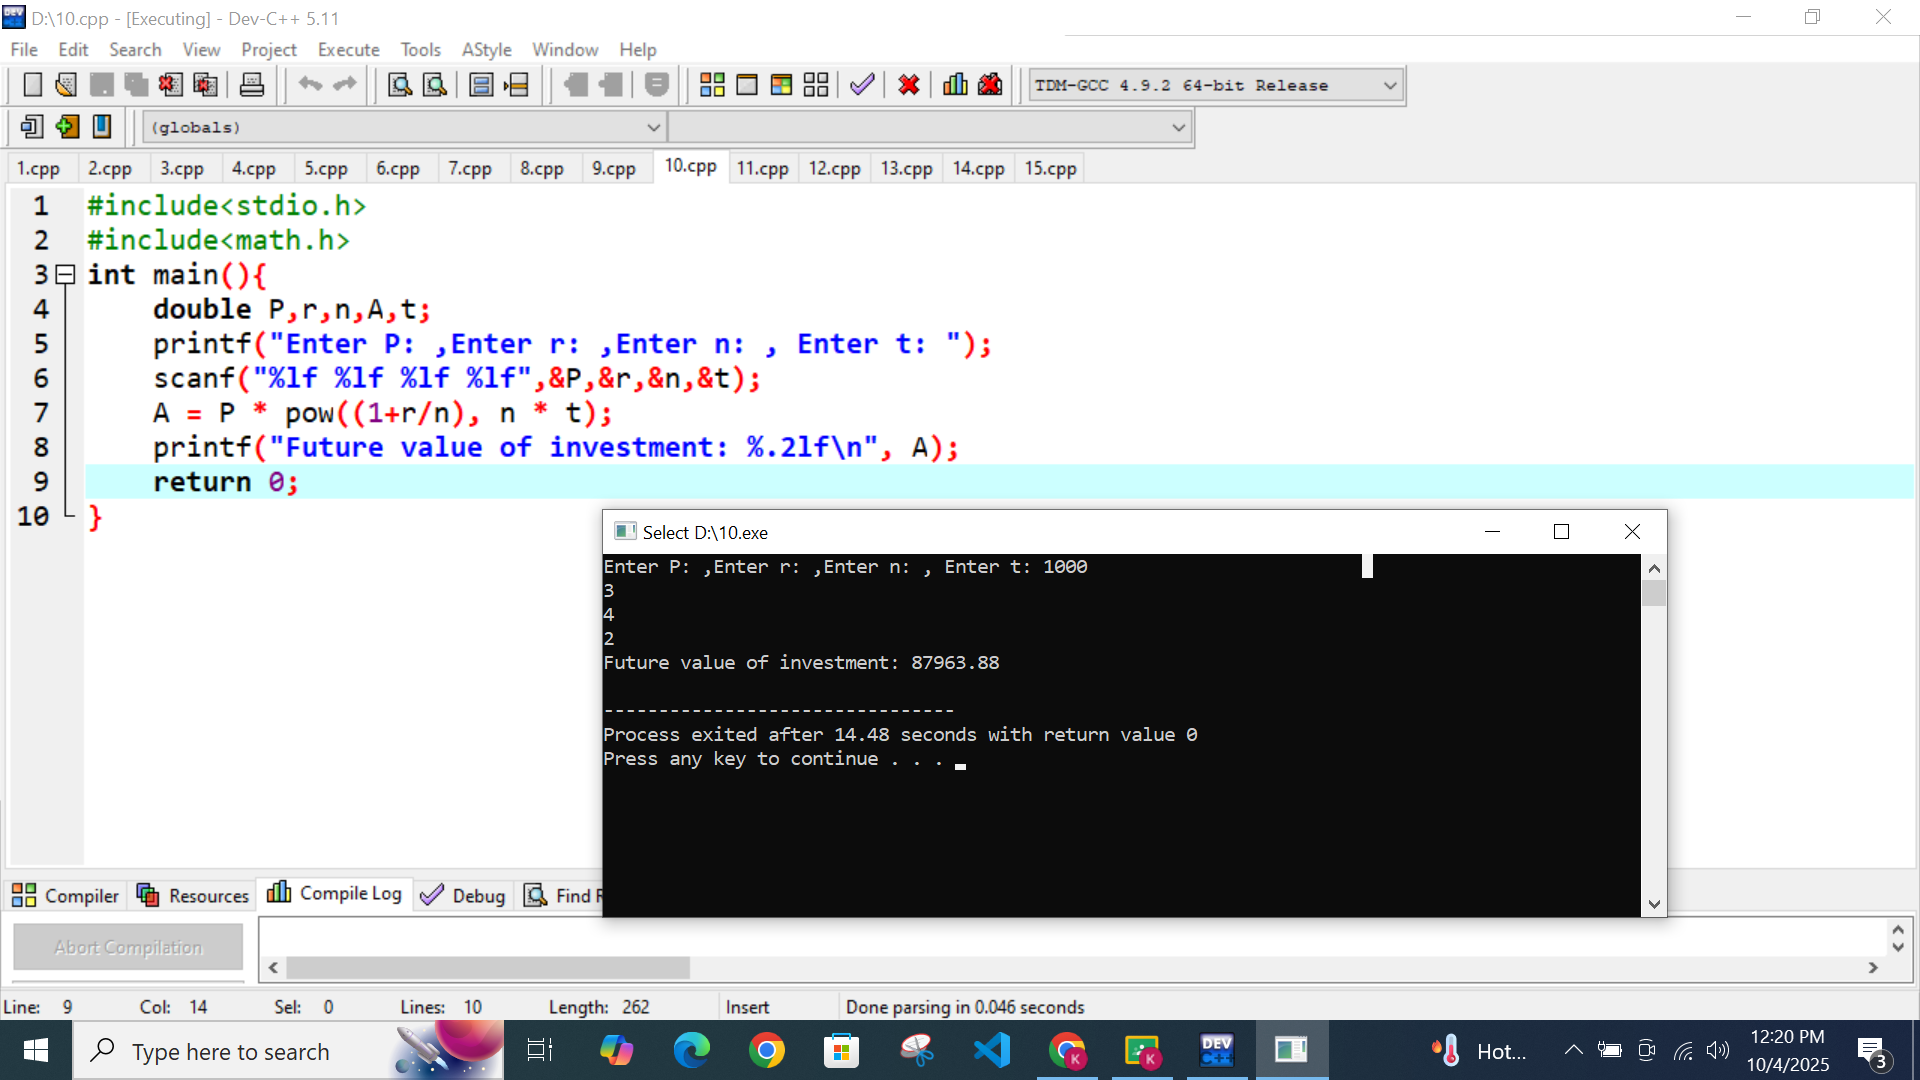 D:\10.cpp - [Executing] - Dev-C++ 5.11
File Edit Search View Project Execute Tools AStyle Window Help
TDM-GCC 4.9.2 64-bit Release
(globals)
1.cpp 2.cpp 3.cpp 4.cpp 5.cpp 6.cpp 7.cpp 8.cpp 9.cpp 10.cpp 11.cpp 12.cpp 13.cpp 14.cpp 15.cpp
1 #include<stdio.h>
2 #include<math.h>
3 int main(){
4 double P,r,n,A,t;
5 printf("Enter P: ,Enter r: ,Enter n: , Enter t: ");
6 scanf("%lf %lf %lf %lf",&P,&r,&n,&t);
7 A = P * pow((1+r/n), n * t);
8 printf("Future value of investment: %.2lf\n", A);
9 return 0;
10 }
Select D:\10.exe
Enter P: ,Enter r: ,Enter n: , Enter t: 1000
3
4
2
Future value of investment: 87963.88
--------------------------------
Process exited after 14.48 seconds with return value 0
Press any key to continue . . .
Compiler Resources Compile Log Debug Find R
Abort Compilation
Line: 9 Col: 14 Sel: 0 Lines: 10 Length: 262 Insert Done parsing in 0.046 seconds
Type here to search
K
K
DEV
C++
Hot...
12:20 PM
10/4/2025
3